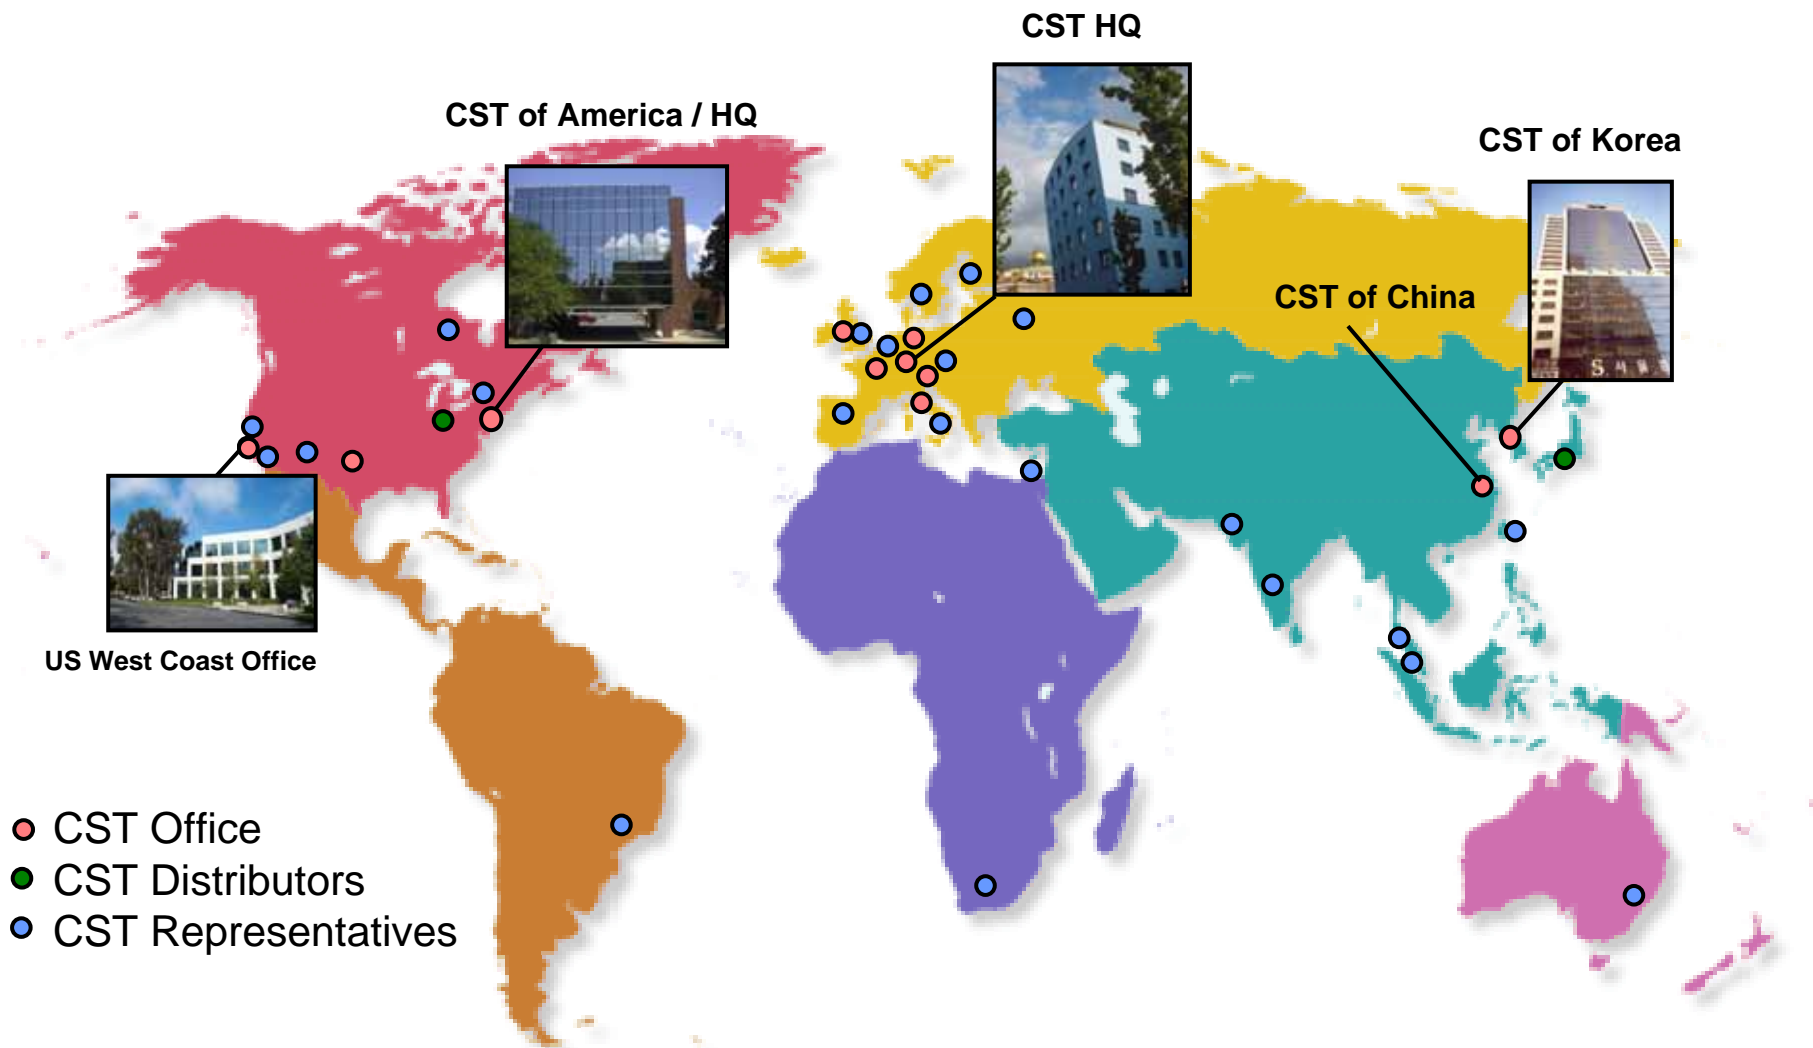 CST HQ
CST of America / HQ
CST of Korea
CST of China
US West Coast Office
CST Office
CST Distributors
CST Representatives